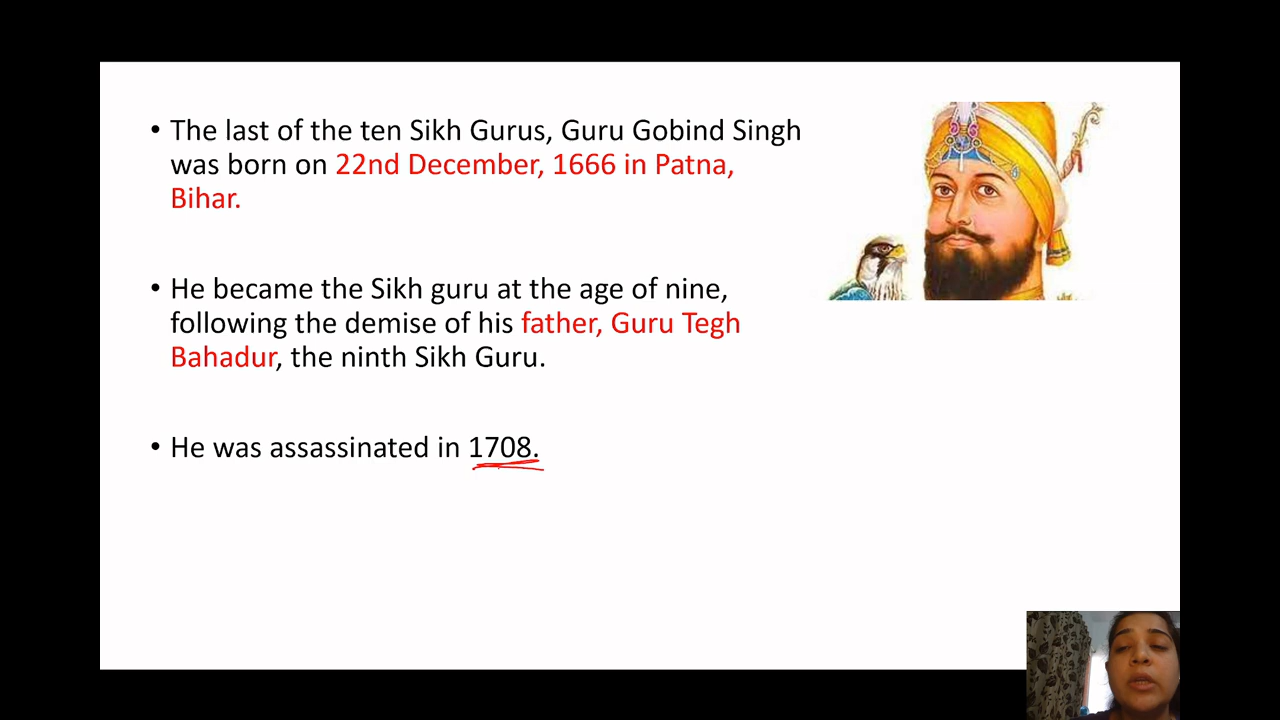 • The last of the ten Sikh Gurus, Guru Gobind Singh
was born on 22nd December, 1666 in Patna,
Bihar.
• He became the Sikh guru at the age of nine,
following the demise of his father, Guru Tegh
Bahadur, the ninth Sikh Guru.
• He was assassinated in 1708.